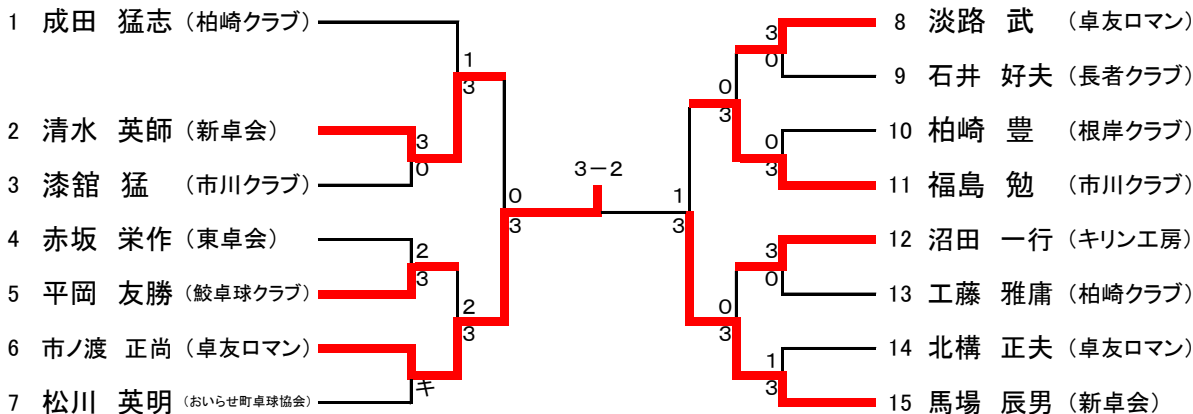 1 成田 猛志 (柏崎クラブ)
2 清水 英師 (新卓会)
3 漆舘 猛 (市川クラブ)
4 赤坂 栄作 (東卓会)
5 平岡 友勝 (鮫卓球クラブ)
6 市ノ渡 正尚 (卓友ロマン)
7 松川 英明 (おいらせ町卓球協会)
1
3
3
0
2
3
キ
2
3
0
3
3-2
8 淡路 武 (卓友ロマン)
9 石井 好夫 (長者クラブ)
10 柏崎 豊 (根岸クラブ)
11 福島 勉 (市川クラブ)
12 沼田 一行 (キリン工房)
13 工藤 雅庸 (柏崎クラブ)
14 北構 正夫 (卓友ロマン)
15 馬場 辰男 (新卓会)
3
0
0
3
0
3
3
0
1
3
0
3
1
3